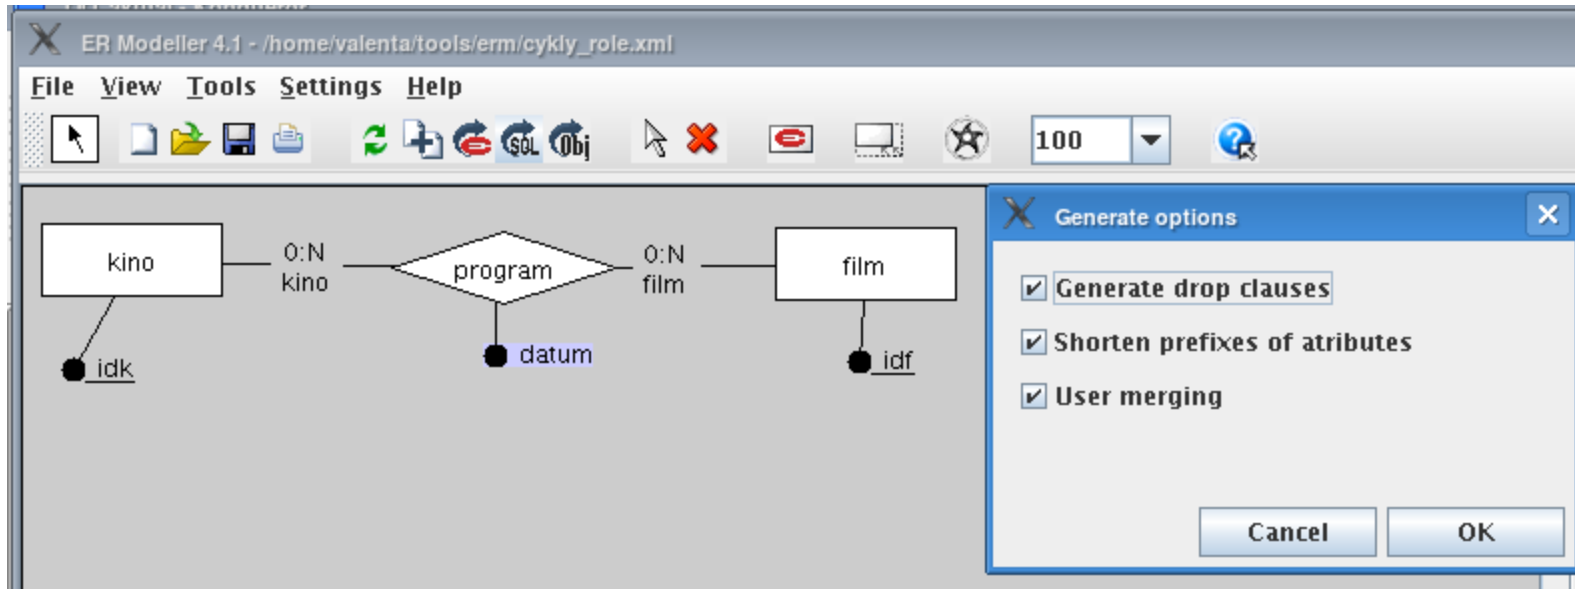 ER Modeller 4.1 - /home/valenta/tools/erm/cykly_role.xml
File View Tools Settings Help
SQL Obj 100
Generate options
kino 0:N kino program 0:N film film
idk datum idf
Generate drop clauses
Shorten prefixes of atributes
User merging
Cancel OK